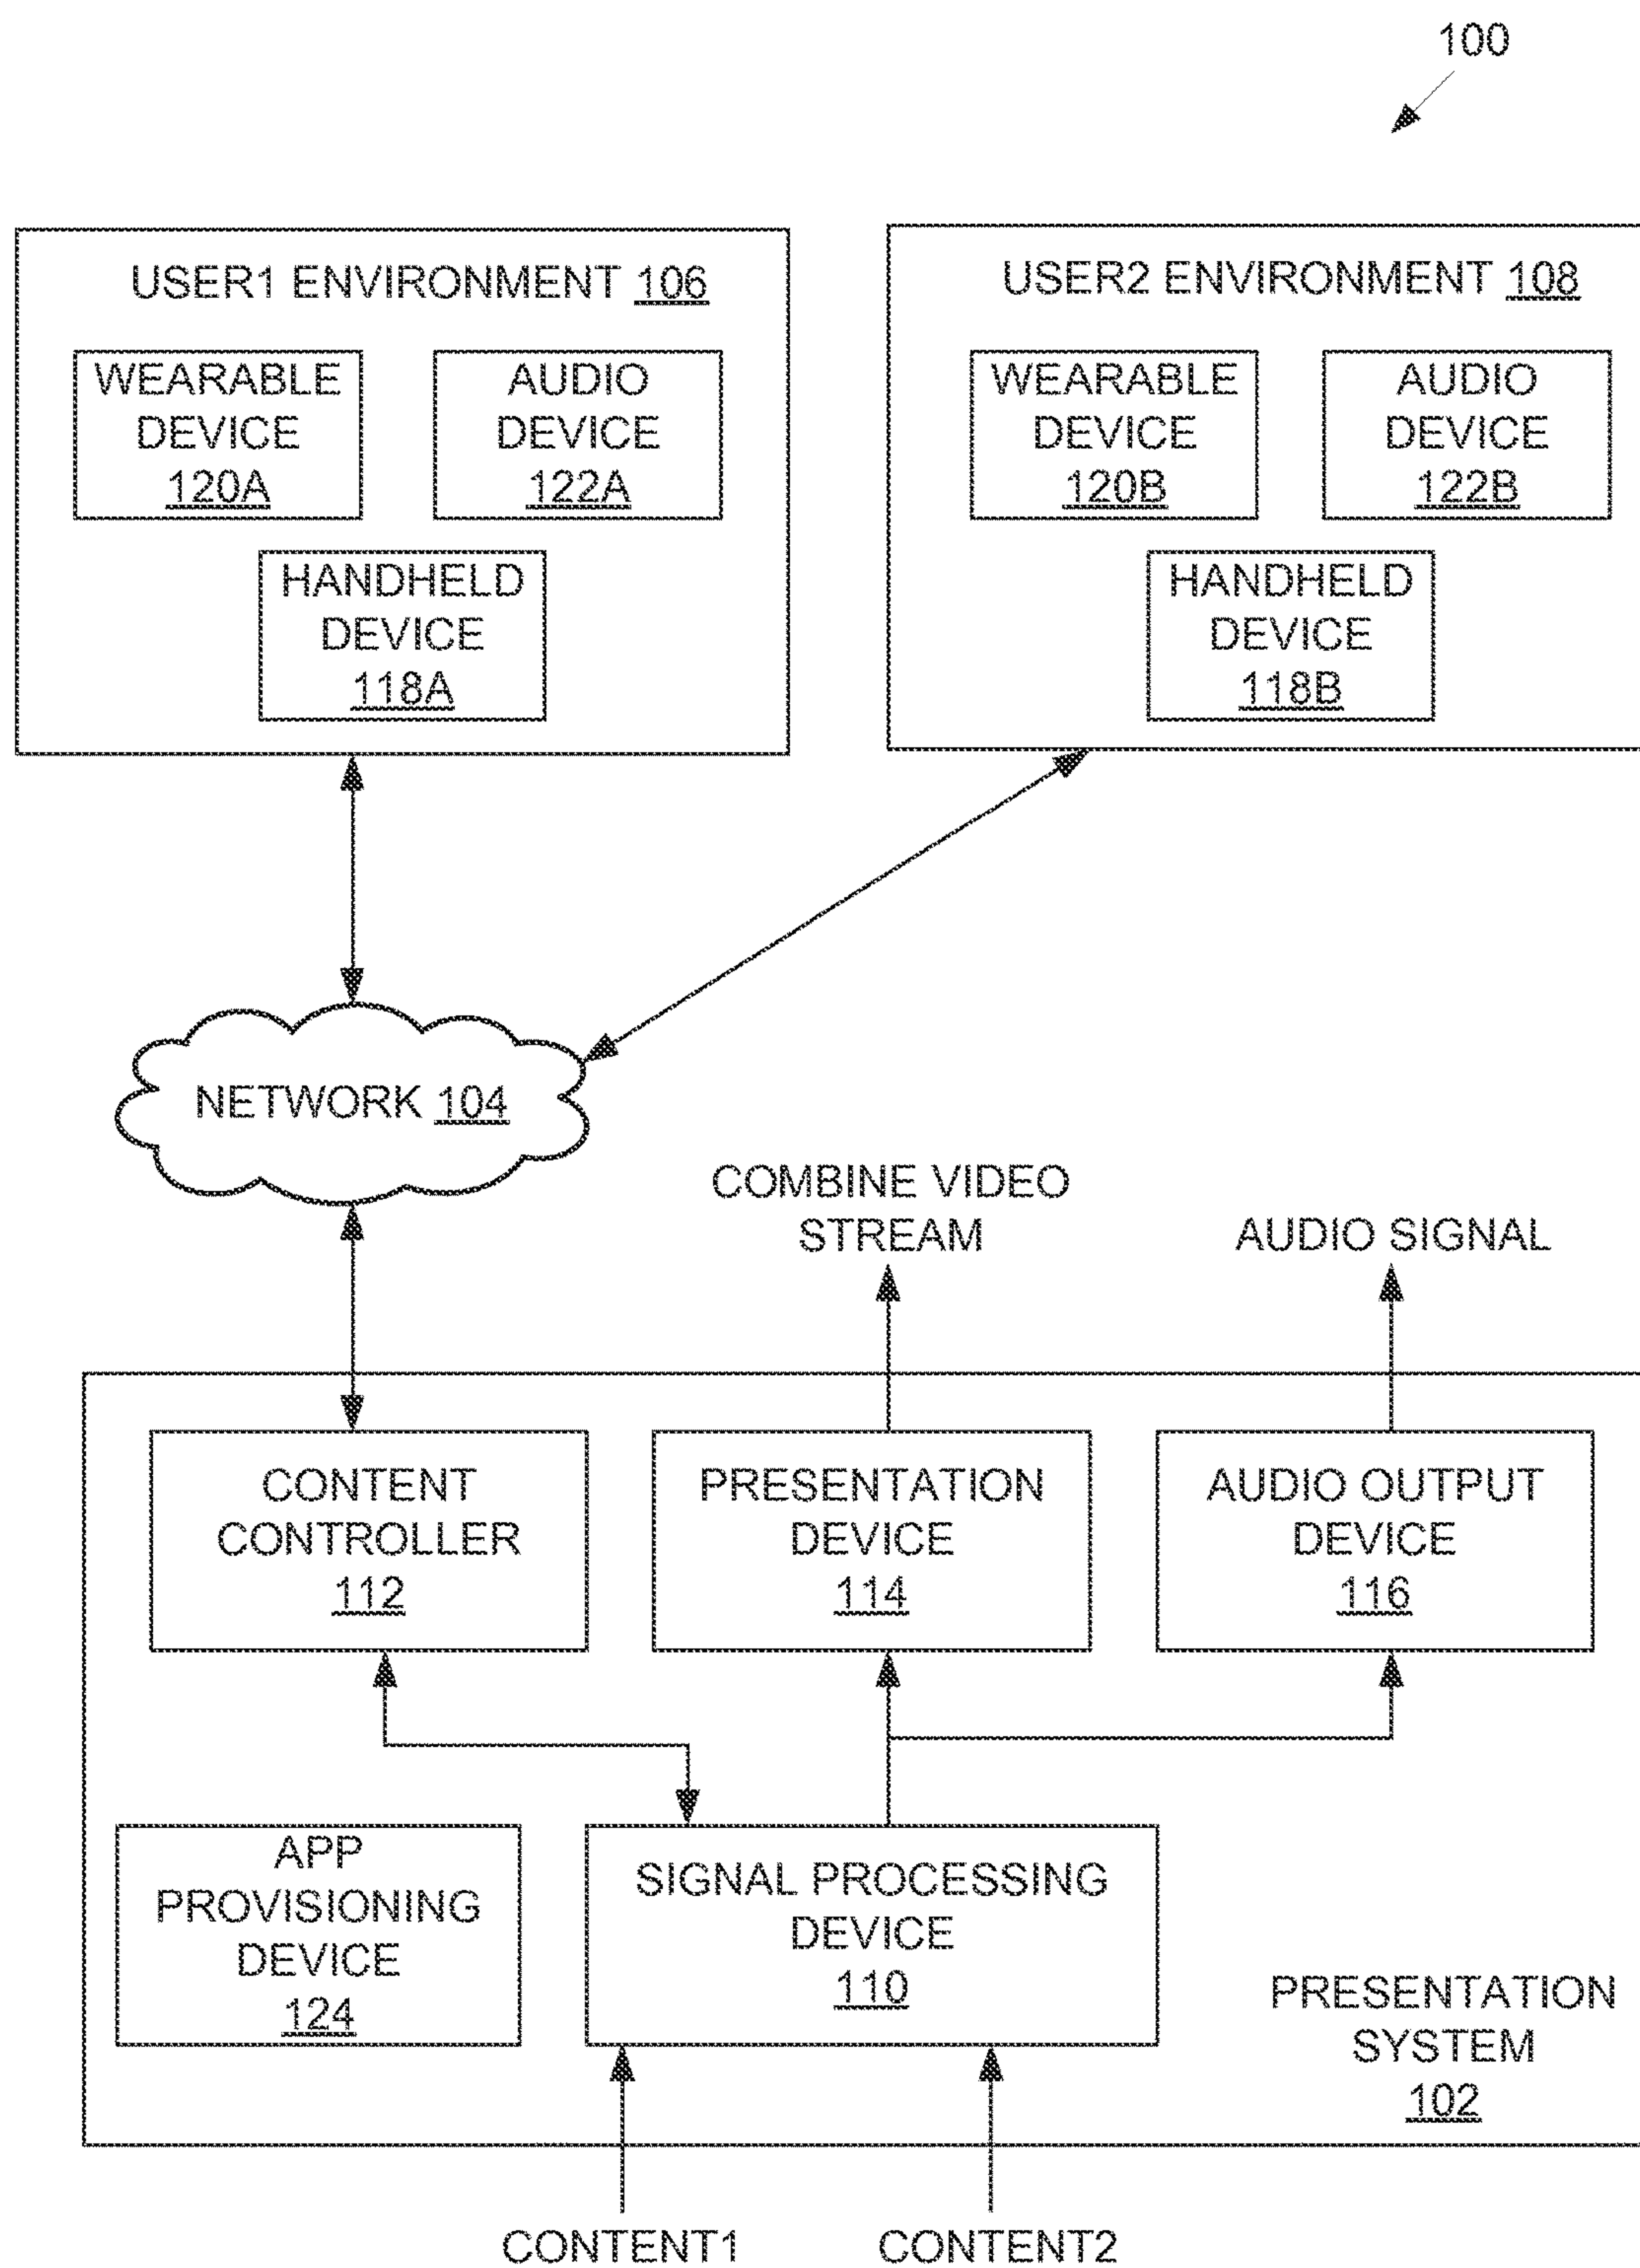 100
USER1 ENVIRONMENT 106
WEARABLE
DEVICE
120A
AUDIO
DEVICE
122A
HANDHELD
DEVICE
118A
USER2 ENVIRONMENT 108
WEARABLE
DEVICE
120B
AUDIO
DEVICE
122B
HANDHELD
DEVICE
118B
NETWORK 104
COMBINE VIDEO
STREAM
AUDIO SIGNAL
CONTENT
CONTROLLER
112
PRESENTATION
DEVICE
114
AUDIO OUTPUT
DEVICE
116
APP
PROVISIONING
DEVICE
124
SIGNAL PROCESSING
DEVICE
110
PRESENTATION
SYSTEM
102
CONTENT1
CONTENT2